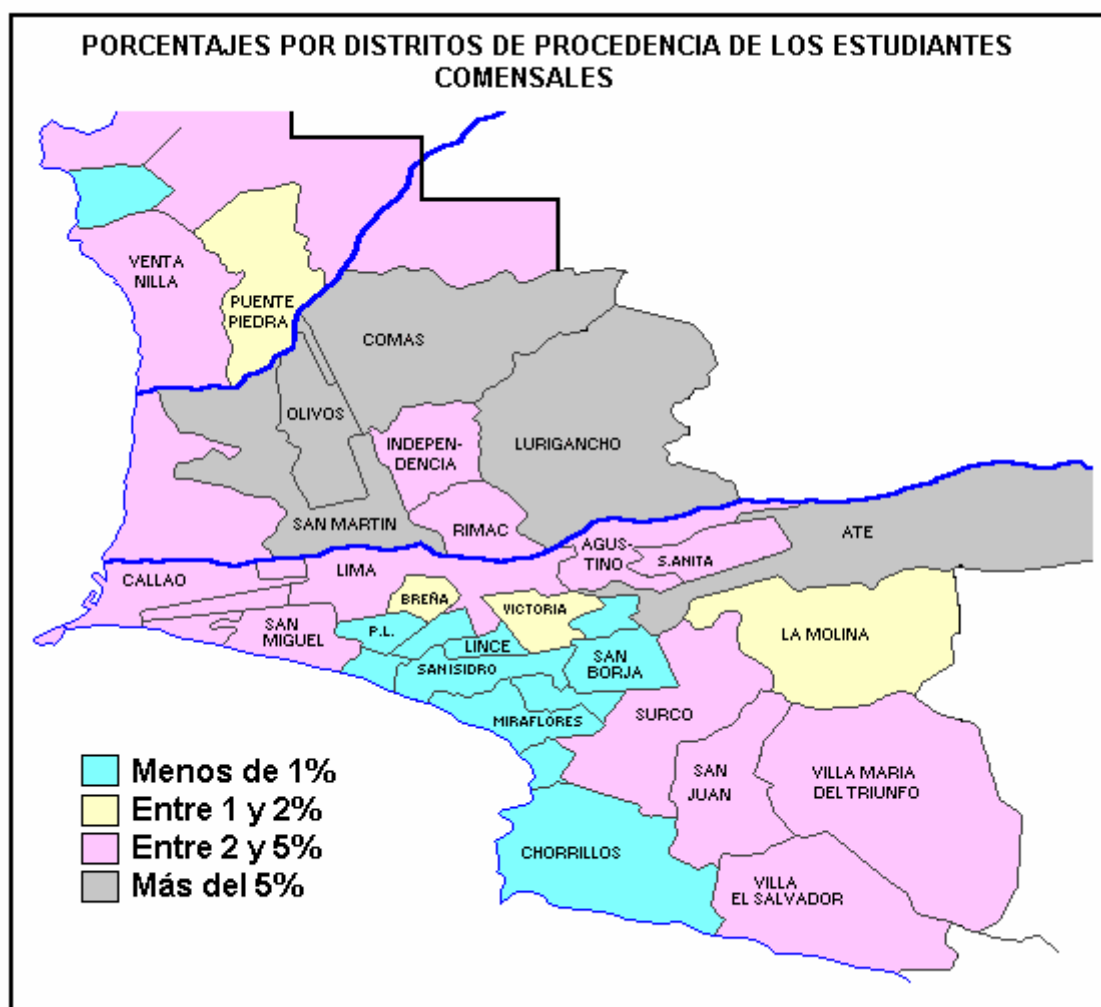 PORCENTAJES POR DISTRITOS DE PROCEDENCIA DE LOS ESTUDIANTES
COMENSALES
VENTA
NILLA
PUENTE
PIEDRA
COMAS
OLIVOS
INDEPEN-
DENCIA
LURIGANCHO
SAN MARTIN
RIMAC
ATE
AGUS-
TINO
S.ANITA
CALLAO
LIMA
BREÑA
VICTORIA
SAN
MIGUEL
P.L.
LINCE
LA MOLINA
SAN ISIDRO
SAN
BORJA
MIRAFLORES
SURCO
SAN
JUAN
VILLA MARIA
DEL TRIUNFO
CHORRILLOS
VILLA
EL SALVADOR
Menos de 1%
Entre 1 y 2%
Entre 2 y 5%
Más del 5%